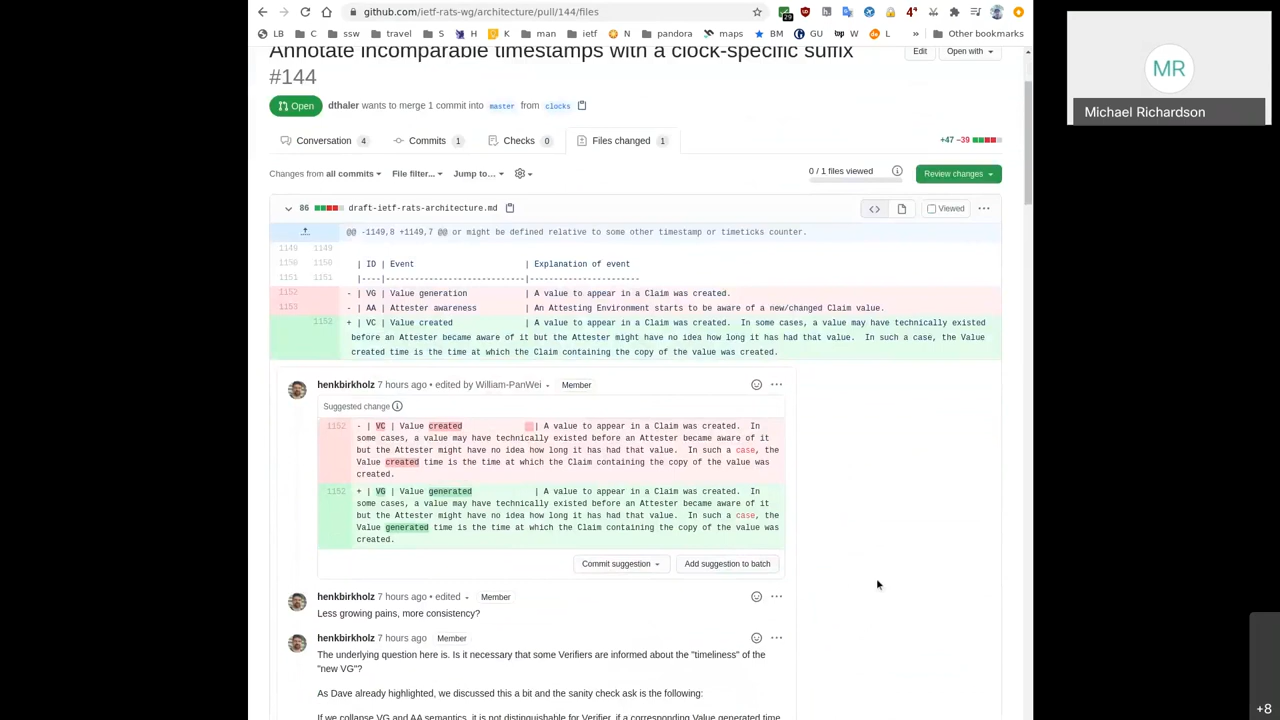 github.com/ietf-rats-wg/architecture/pull/144/files
29
4⁹
LB C ssw travel S H K man ietf N pandora maps BM GU W L » Other bookmarks
Annotate incomparable timestamps with a clock-specific suffix
#144
Edit Open with
Open dthaler wants to merge 1 commit into master from clocks
Conversation 4 Commits 1 Checks 0 Files changed 1 +47 −39
Changes from all commits File filter... Jump to... 0 / 1 files viewed Review changes
86 draft-ietf-rats-architecture.md Viewed
@@ -1149,8 +1149,7 @@ or might be defined relative to some other timestamp or timeticks counter.
1149 1149
1150 1150 | ID | Event | Explanation of event
1151 1151 |----|----------------------------|----------------------
1152 - | VG | Value generation | A value to appear in a Claim was created.
1153 - | AA | Attester awareness | An Attesting Environment starts to be aware of a new/changed Claim value.
1152 + | VC | Value created | A value to appear in a Claim was created. In some cases, a value may have technically existed
before an Attester became aware of it but the Attester might have no idea how long it has had that value. In such a case, the Value
created time is the time at which the Claim containing the copy of the value was created.
henkbirkholz 7 hours ago • edited by William-PanWei Member
Suggested change
1152 - | VC | Value created | A value to appear in a Claim was created. In
some cases, a value may have technically existed before an Attester became aware of it
but the Attester might have no idea how long it has had that value. In such a case, the
Value created time is the time at which the Claim containing the copy of the value was
created.
1152 + | VG | Value generated | A value to appear in a Claim was created. In
some cases, a value may have technically existed before an Attester became aware of it
but the Attester might have no idea how long it has had that value. In such a case, the
Value generated time is the time at which the Claim containing the copy of the value was
created.
Commit suggestion Add suggestion to batch
henkbirkholz 7 hours ago • edited Member
Less growing pains, more consistency?
henkbirkholz 7 hours ago Member
The underlying question here is. Is it necessary that some Verifiers are informed about the "timeliness" of the
"new VG"?
As Dave already highlighted, we discussed this a bit and the sanity check ask is the following:
If we collapse VG and AA semantics, it is not distinguishable for Verifier, if a corresponding Value generated time
MR
Michael Richardson
+8